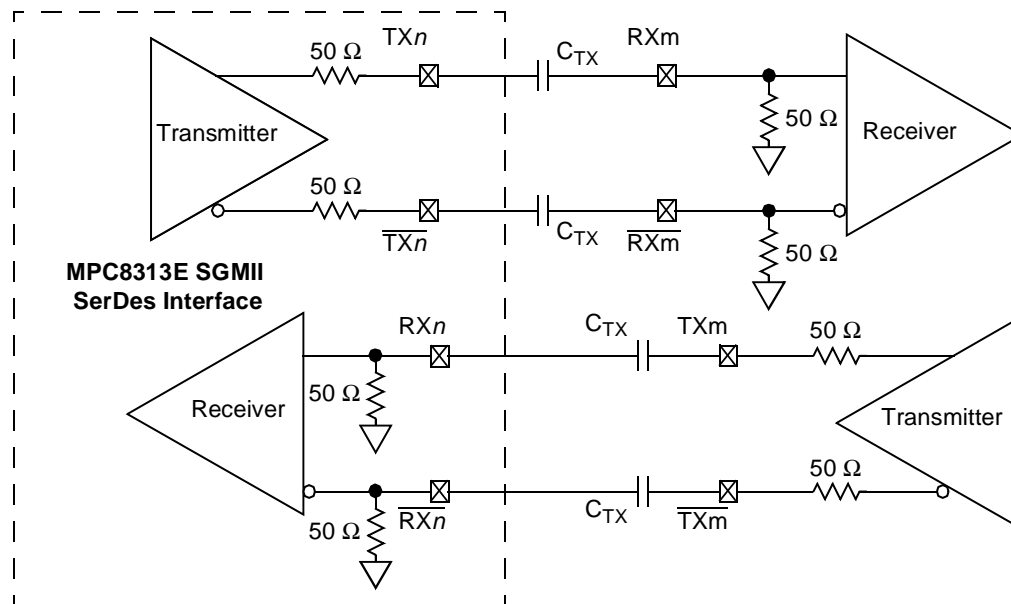 TXn
50 Ω
CTX
RXm
Transmitter
50 Ω
Receiver
50 Ω
TXn
CTX
RXm
50 Ω
MPC8313E SGMII
SerDes Interface
RXn
CTX
TXm
50 Ω
50 Ω
Receiver
Transmitter
50 Ω
RXn
CTX
TXm
50 Ω